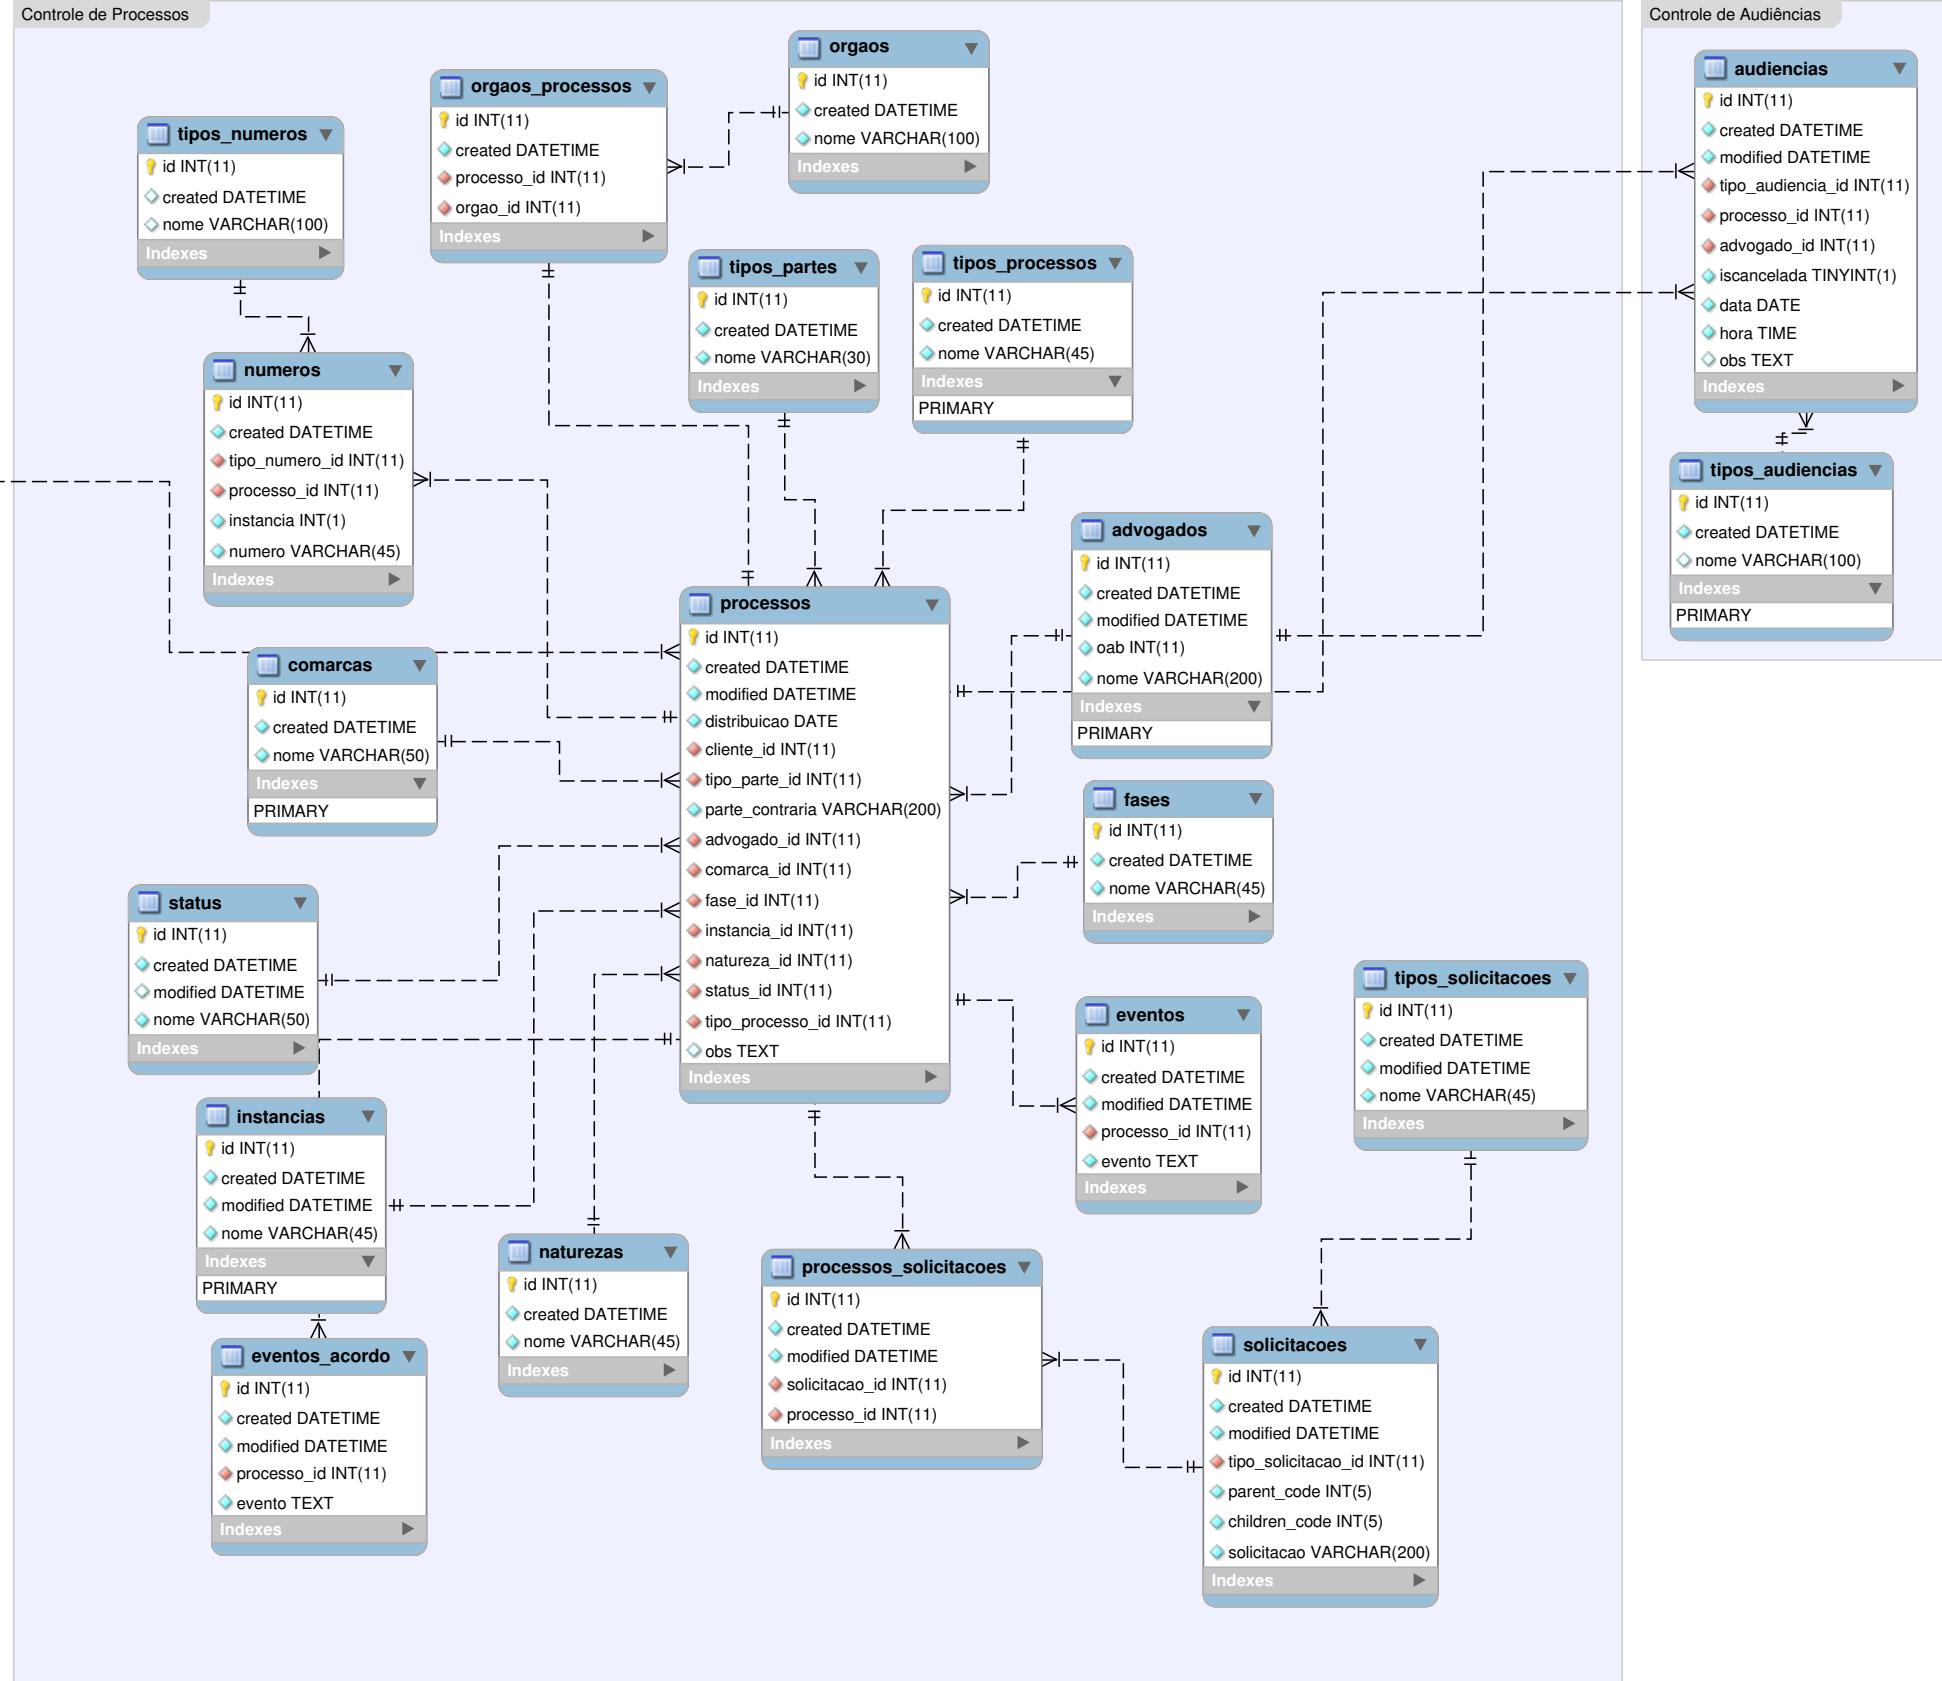 Controle de Processos
orgaos
id INT(11)
created DATETIME
nome VARCHAR(100)
Indexes
orgaos_processos
id INT(11)
created DATETIME
processo_id INT(11)
orgao_id INT(11)
Indexes
tipos_numeros
id INT(11)
created DATETIME
nome VARCHAR(100)
Indexes
tipos_partes
id INT(11)
created DATETIME
nome VARCHAR(30)
Indexes
tipos_processos
id INT(11)
created DATETIME
nome VARCHAR(45)
Indexes
PRIMARY
numeros
id INT(11)
created DATETIME
tipo_numero_id INT(11)
processo_id INT(11)
instancia INT(1)
numero VARCHAR(45)
Indexes
advogados
id INT(11)
created DATETIME
modified DATETIME
oab INT(11)
nome VARCHAR(200)
Indexes
PRIMARY
processos
id INT(11)
created DATETIME
modified DATETIME
distribuicao DATE
cliente_id INT(11)
tipo_parte_id INT(11)
parte_contraria VARCHAR(200)
advogado_id INT(11)
comarca_id INT(11)
fase_id INT(11)
instancia_id INT(11)
natureza_id INT(11)
status_id INT(11)
tipo_processo_id INT(11)
obs TEXT
Indexes
comarcas
id INT(11)
created DATETIME
nome VARCHAR(50)
Indexes
PRIMARY
fases
id INT(11)
created DATETIME
nome VARCHAR(45)
Indexes
status
id INT(11)
created DATETIME
modified DATETIME
nome VARCHAR(50)
Indexes
eventos
id INT(11)
created DATETIME
modified DATETIME
processo_id INT(11)
evento TEXT
Indexes
tipos_solicitacoes
id INT(11)
created DATETIME
modified DATETIME
nome VARCHAR(45)
Indexes
instancias
id INT(11)
created DATETIME
modified DATETIME
nome VARCHAR(45)
Indexes
PRIMARY
naturezas
id INT(11)
created DATETIME
nome VARCHAR(45)
Indexes
processos_solicitacoes
id INT(11)
created DATETIME
modified DATETIME
solicitacao_id INT(11)
processo_id INT(11)
Indexes
eventos_acordo
id INT(11)
created DATETIME
modified DATETIME
processo_id INT(11)
evento TEXT
Indexes
solicitacoes
id INT(11)
created DATETIME
modified DATETIME
tipo_solicitacao_id INT(11)
parent_code INT(5)
children_code INT(5)
solicitacao VARCHAR(200)
Indexes
Controle de Audiências
audiencias
id INT(11)
created DATETIME
modified DATETIME
tipo_audiencia_id INT(11)
processo_id INT(11)
advogado_id INT(11)
iscancelada TINYINT(1)
data DATE
hora TIME
obs TEXT
Indexes
tipos_audiencias
id INT(11)
created DATETIME
nome VARCHAR(100)
Indexes
PRIMARY